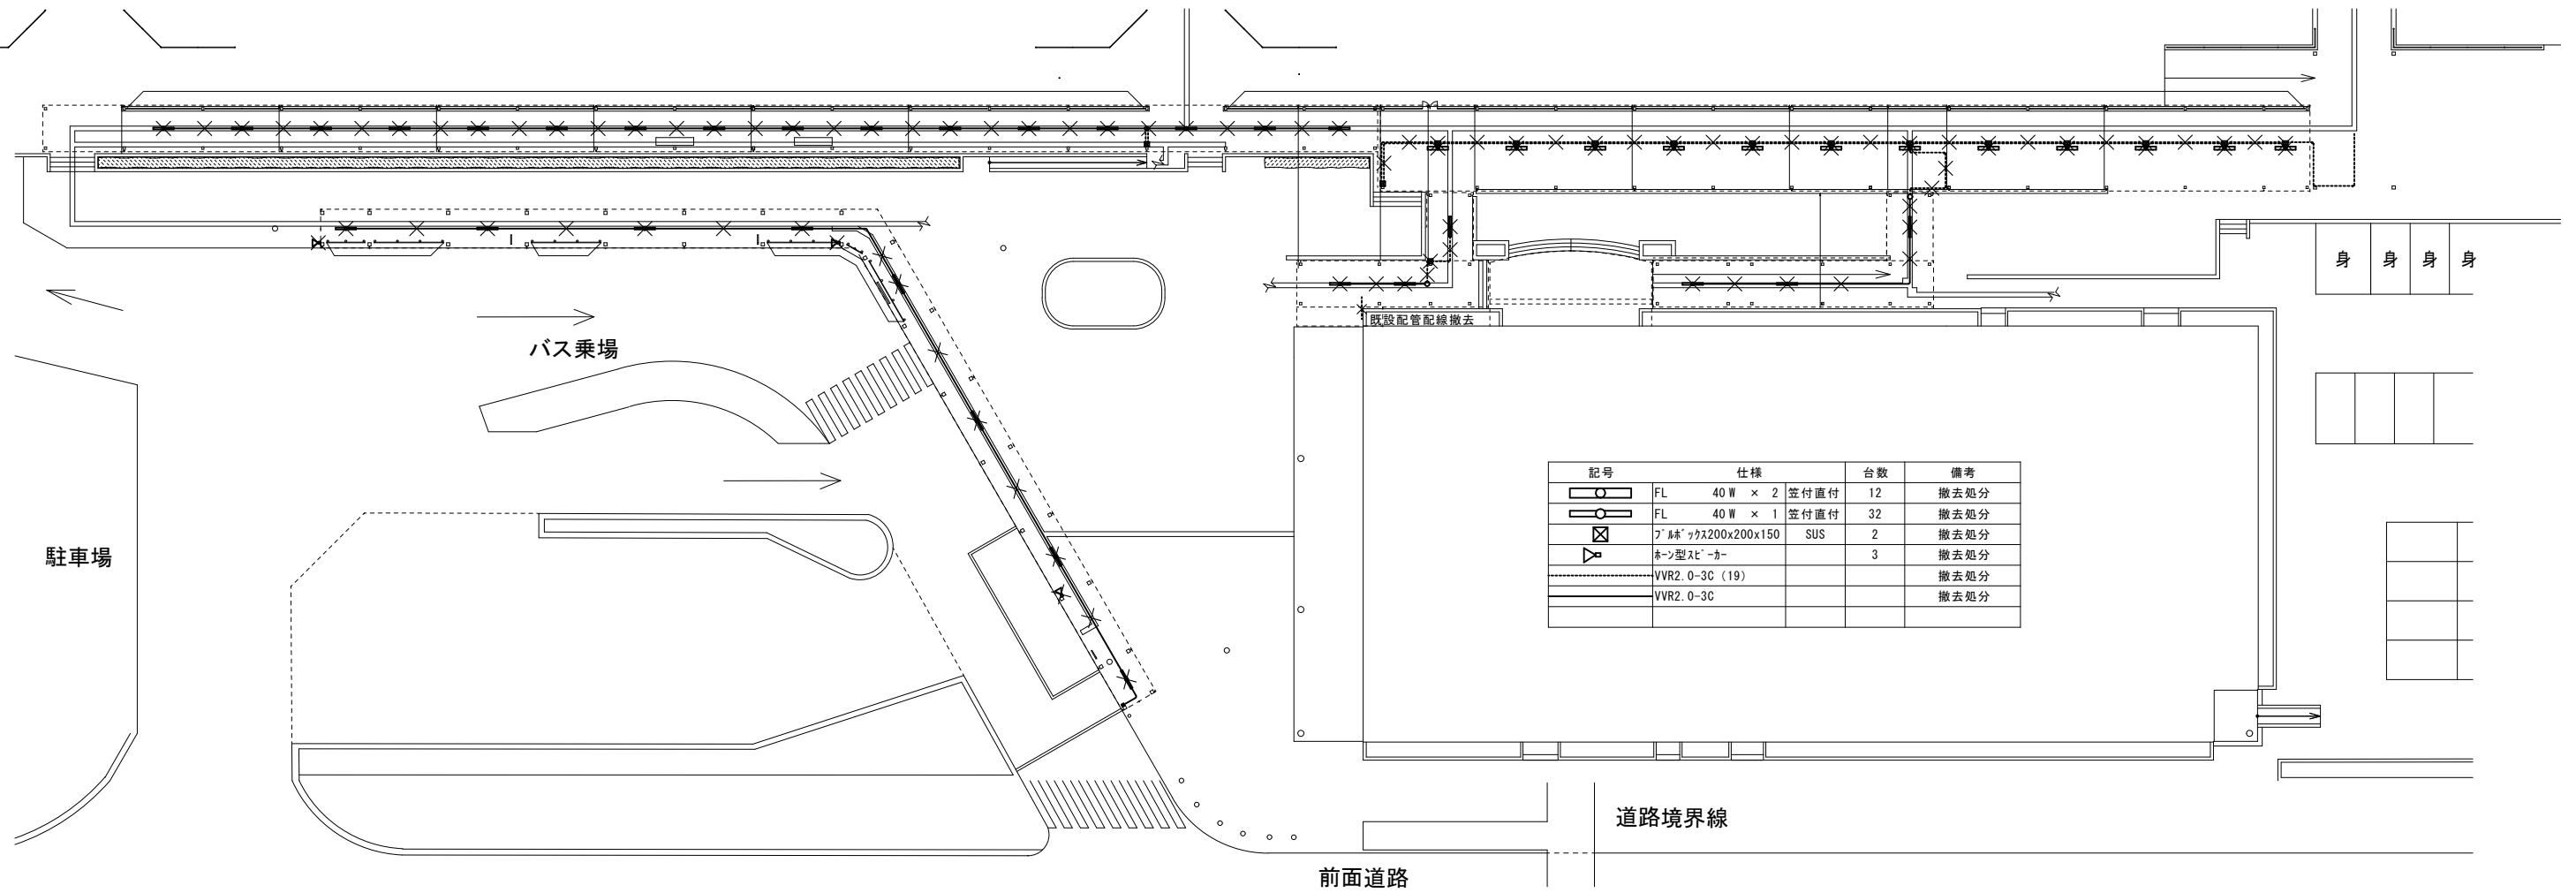 身 身 身 身
既設配管配線撤去
バス乗場
記号 仕様 台数 備考
FL 40W × 2 笠付直付 12 撤去処分
FL 40W × 1 笠付直付 32 撤去処分
プルボックス200x200x150 SUS 2 撤去処分
ホーン型スピーカー 3 撤去処分
VVR2.0-3C (19) 撤去処分
VVR2.0-3C 撤去処分
駐車場
道路境界線
前面道路